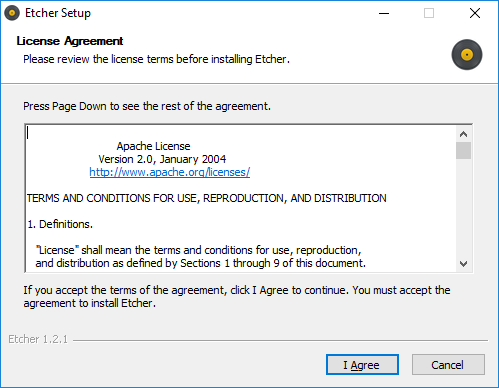 Etcher Setup
License Agreement
Please review the license terms before installing Etcher.
Press Page Down to see the rest of the agreement.
Apache License
Version 2.0, January 2004
http://www.apache.org/licenses/
TERMS AND CONDITIONS FOR USE, REPRODUCTION, AND DISTRIBUTION
1. Definitions.
"License" shall mean the terms and conditions for use, reproduction,
and distribution as defined by Sections 1 through 9 of this document.
If you accept the terms of the agreement, click I Agree to continue. You must accept the
agreement to install Etcher.
Etcher 1.2.1
I Agree
Cancel